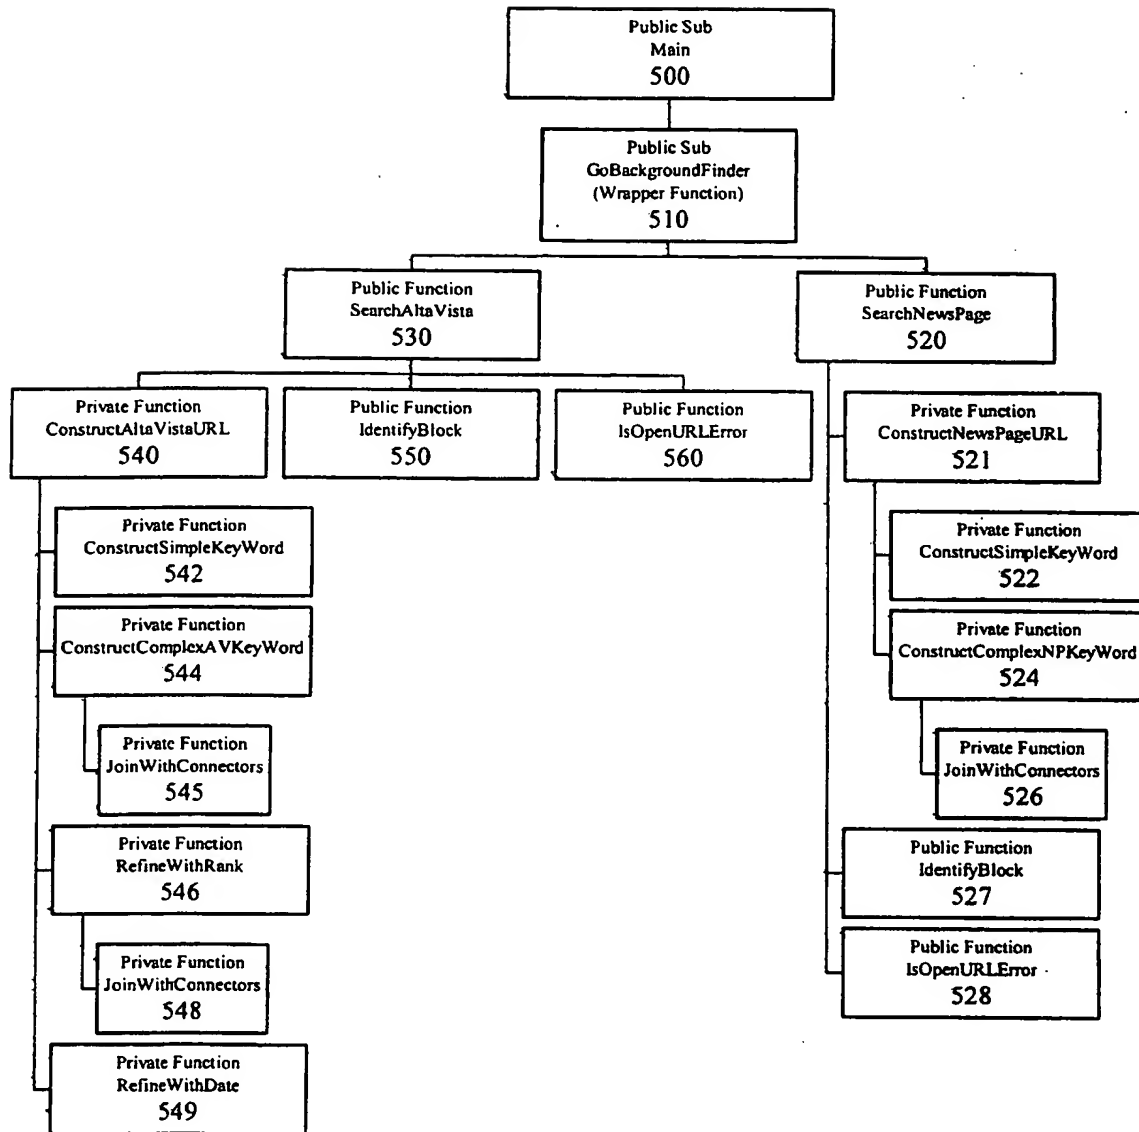 Public Sub
Main
500
Public Sub
GoBackgroundFinder
(Wrapper Function)
510
Public Function
SearchAltaVista
530
Public Function
SearchNewsPage
520
Private Function
ConstructAltaVistaURL
540
Public Function
IdentifyBlock
550
Public Function
IsOpenURLError
560
Private Function
ConstructNewsPageURL
521
Private Function
ConstructSimpleKeyWord
542
Private Function
ConstructSimpleKeyWord
522
Private Function
ConstructComplexAVKeyWord
544
Private Function
ConstructComplexNPKeyWord
524
Private Function
JoinWithConnectors
545
Private Function
JoinWithConnectors
526
Private Function
RefineWithRank
546
Public Function
IdentifyBlock
527
Private Function
JoinWithConnectors
548
Public Function
IsOpenURLError
528
Private Function
RefineWithDate
549